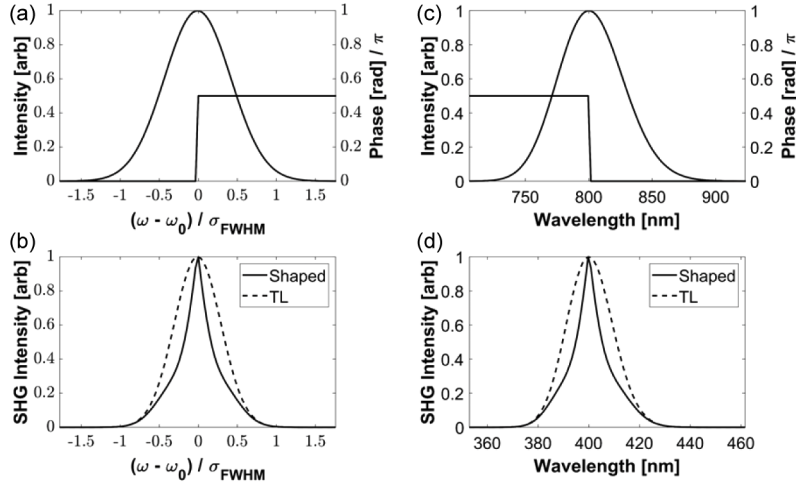 (a)
1
0.8
0.6
0.4
0.2
0
Intensity [arb]
1
0.8
0.6
0.4
0.2
0
Phase [rad] / π
-1.5 -1 -0.5 0 0.5 1 1.5
(ω - ω0) / σFWHM
(c)
1
0.8
0.6
0.4
0.2
0
Intensity [arb]
1
0.8
0.6
0.4
0.2
0
Phase [rad] / π
750 800 850 900
Wavelength [nm]
(b)
1
0.8
0.6
0.4
0.2
0
SHG Intensity [arb]
Shaped
TL
-1.5 -1 -0.5 0 0.5 1 1.5
(ω - ω0) / σFWHM
(d)
1
0.8
0.6
0.4
0.2
0
SHG Intensity [arb]
Shaped
TL
360 380 400 420 440 460
Wavelength [nm]